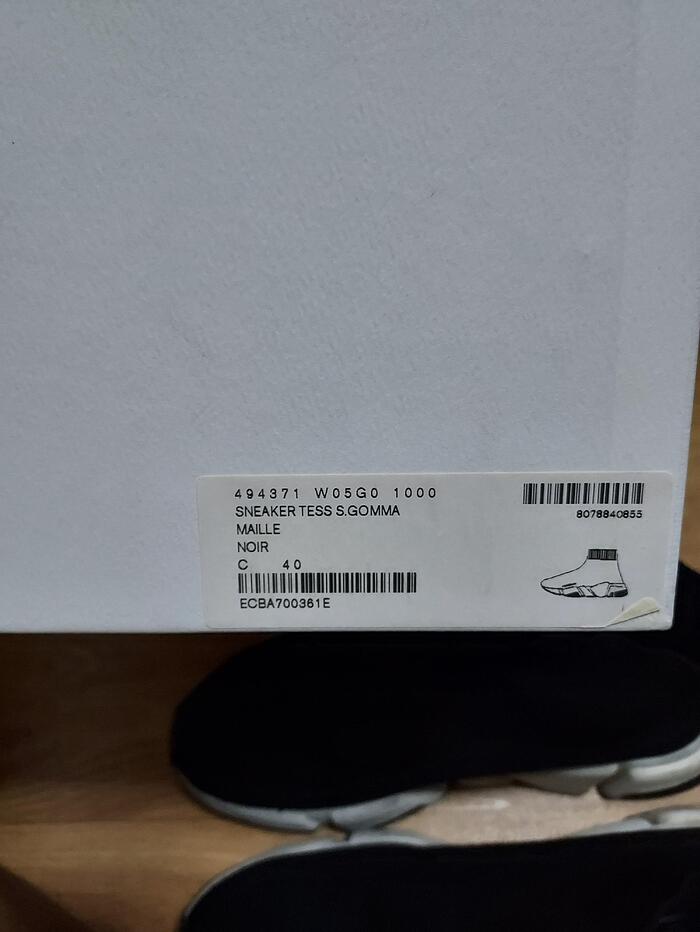 494371 W05G0 1000
SNEAKER TESS S.GOMMA
MAILLE
NOIR
C 40
ECBA700361E
8078840855